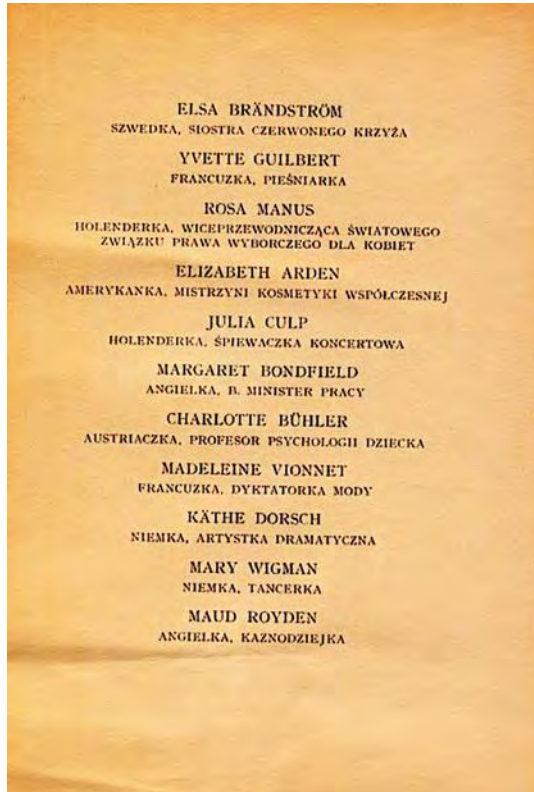 ELSA BRÄNDSTRÖM
SZWEDKA, SIOSTRA CZERWONEGO KRZYŻA
YVETTE GUILBERT
FRANCUZKA, PIEŚNIARKA
ROSA MANUS
HOLENDERKA, WICEPRZEWODNICZĄCA ŚWIATOWEGO
ZWIĄZKU PRAWA WYBORCZEGO DLA KOBIET
ELIZABETH ARDEN
AMERYKANKA, MISTRZYNI KOSMETYKI WSPÓŁCZESNEJ
JULIA CULP
HOLENDERKA, ŚPIEWACZKA KONCERTOWA
MARGARET BONDFIELD
ANGIELKA, B. MINISTER PRACY
CHARLOTTE BÜHLER
AUSTRIACZKA, PROFESOR PSYCHOLOGII DZIECKA
MADELEINE VIONNET
FRANCUZKA, DYKTATORKA MODY
KÄTHE DORSCH
NIEMKA, ARTYSTKA DRAMATYCZNA
MARY WIGMAN
NIEMKA, TANCERKA
MAUD ROYDEN
ANGIELKA, KAZNODZIEJKA